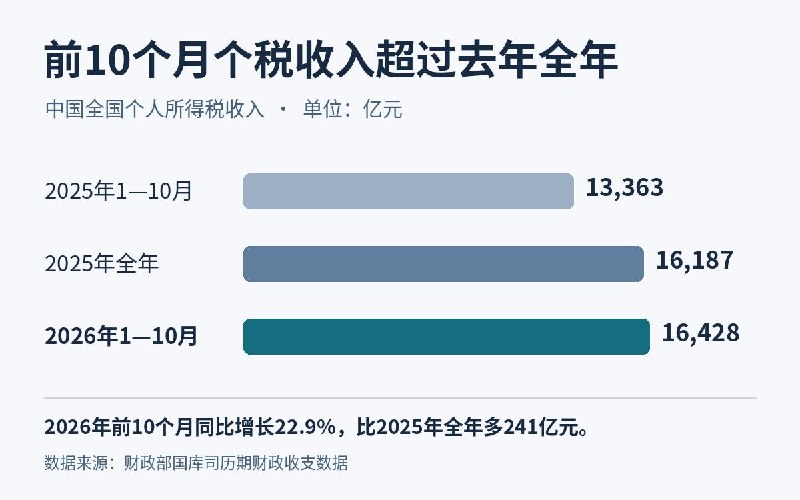 前10个月个税收入超过去年全年
中国全国个人所得税收入 · 单位：亿元
2025年1—10月 13,363
2025年全年 16,187
2026年1—10月 16,428
2026年前10个月同比增长22.9%，比2025年全年多241亿元。
数据来源：财政部国库司历期财政收支数据